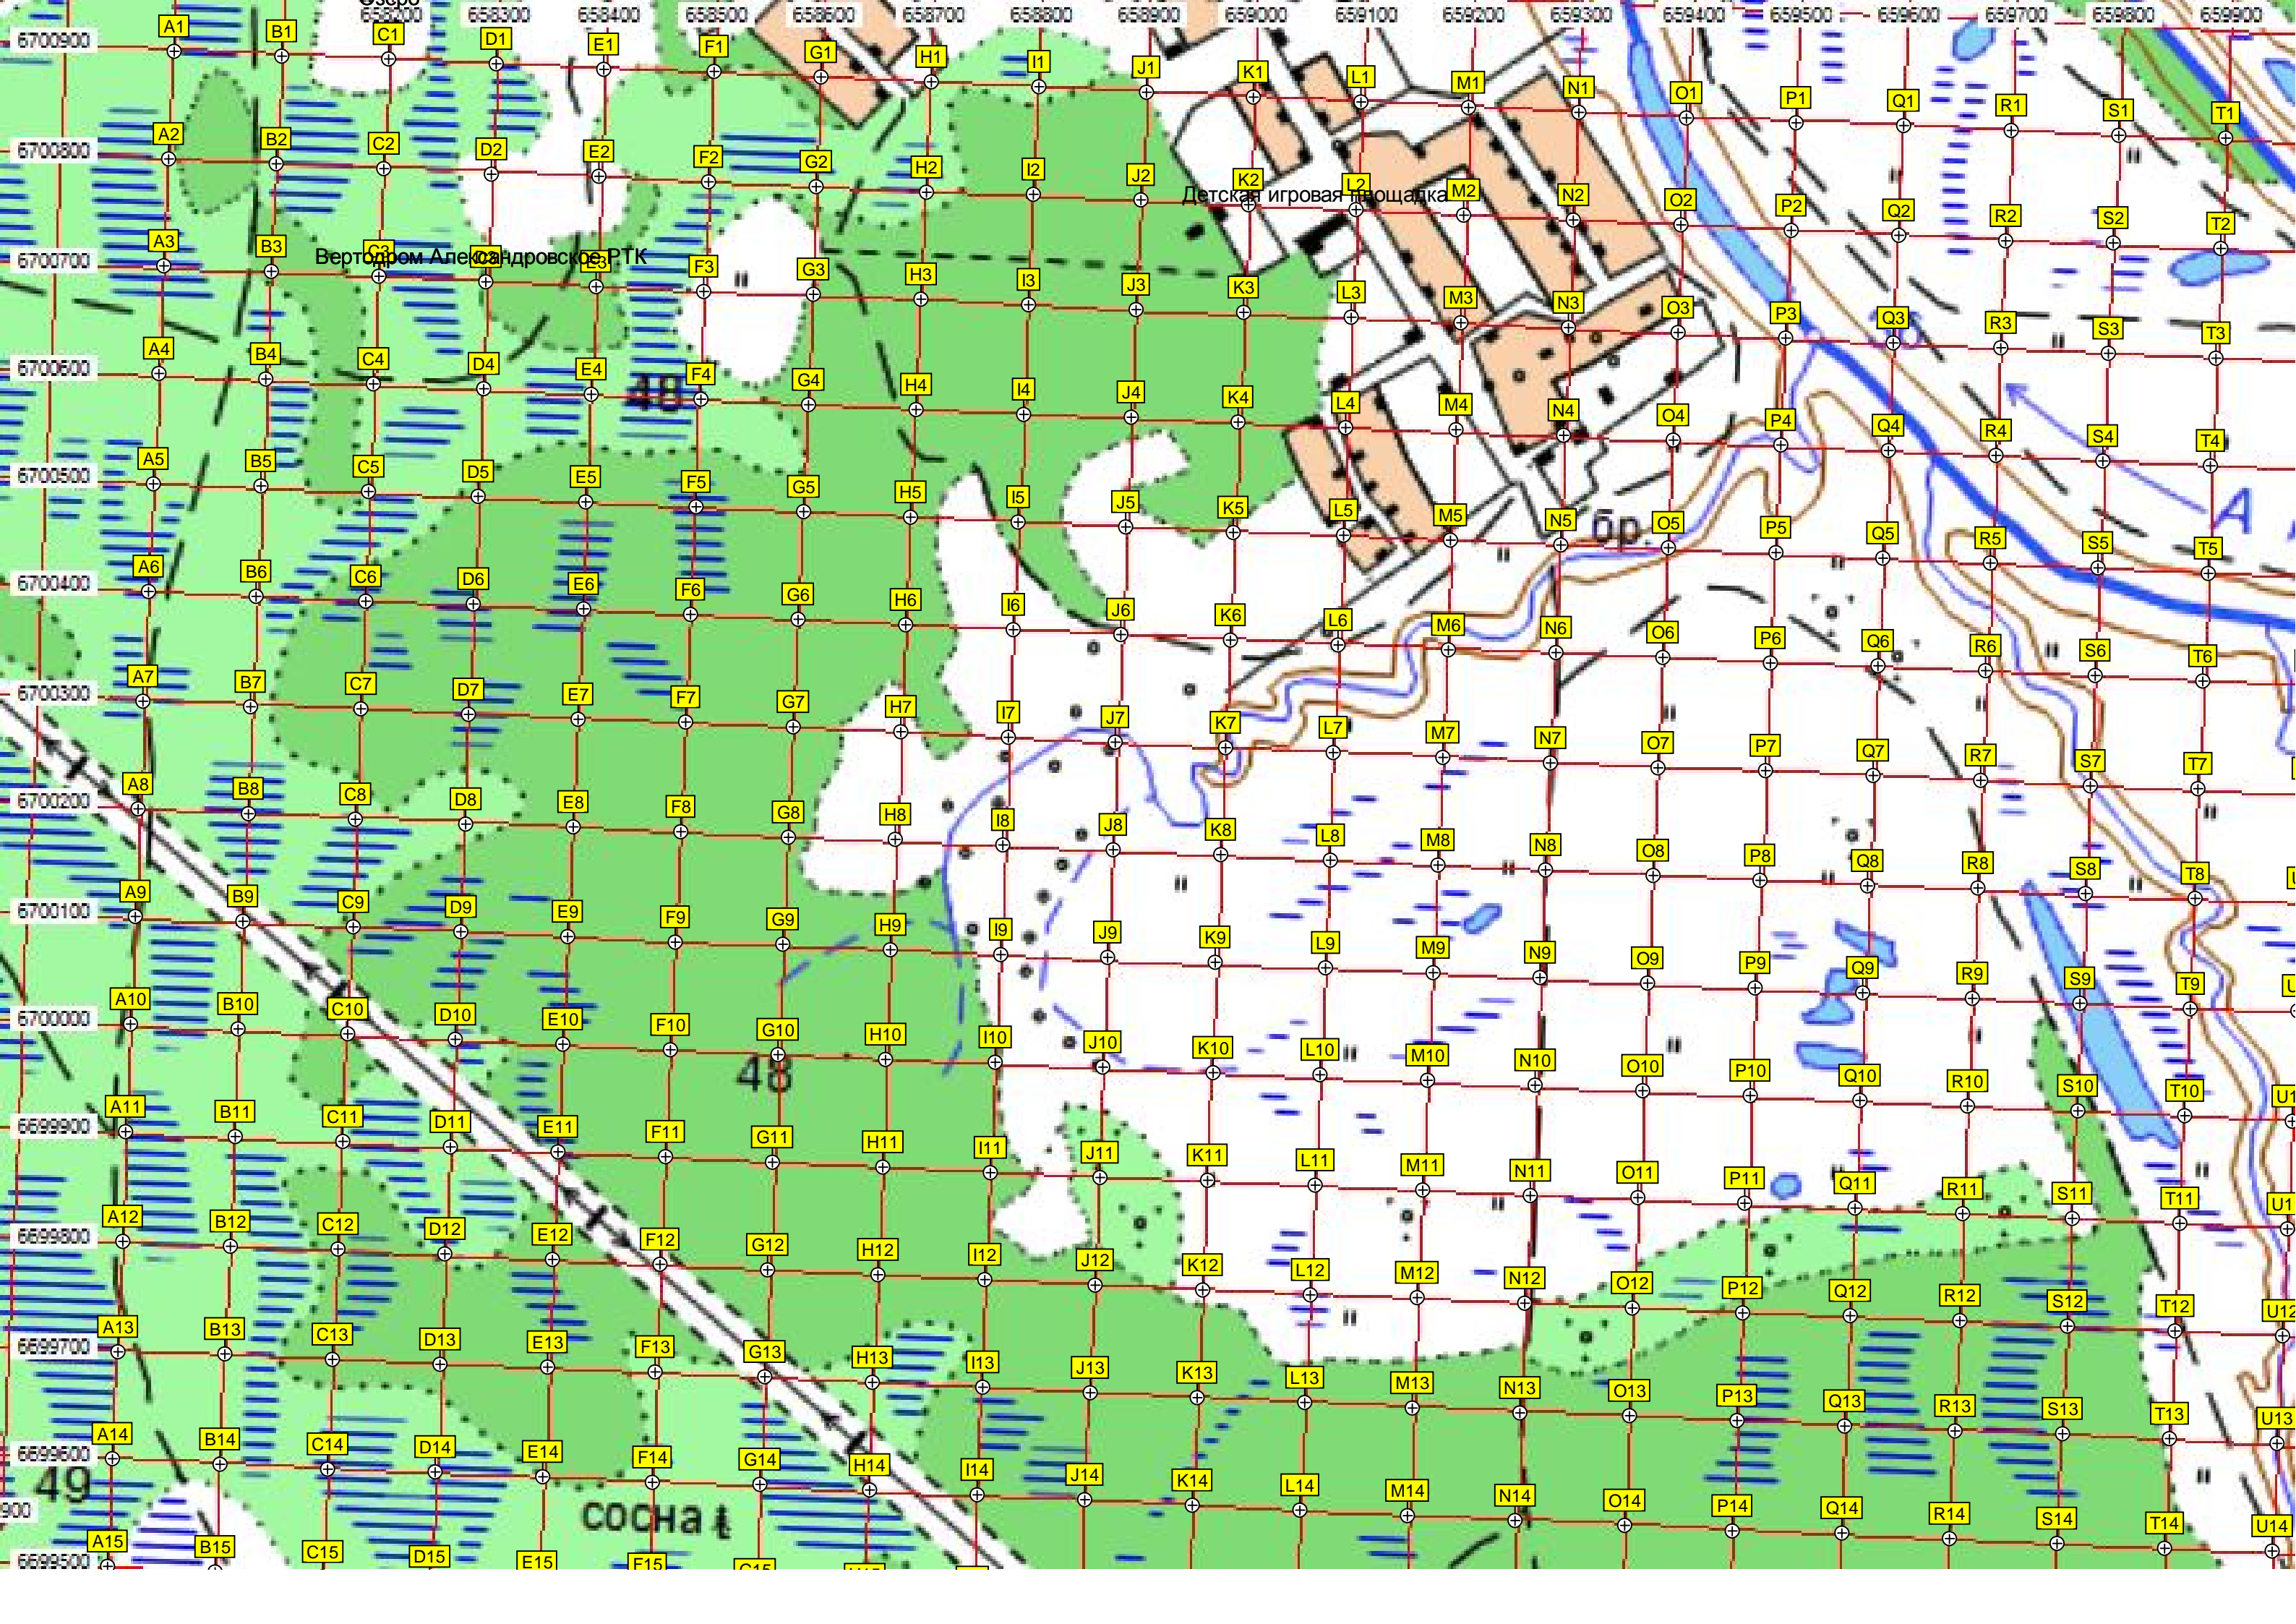 Озеро
658200 658300 658400 658500 658600 658700 658800 658900 659000 659100 659200 659300 659400 659500 659600 659700 659800 659900
6700900
A1 B1 C1 D1 E1 F1 G1 H1 I1 J1 K1 L1 M1 N1 O1 P1 Q1 R1 S1 T1
6700800
A2 B2 C2 D2 E2 F2 G2 H2 I2 J2 K2 L2 M2 N2 O2 P2 Q2 R2 S2 T2
Детская игровая площадка
6700700
A3 B3 C3 D3 E3 F3 G3 H3 I3 J3 K3 L3 M3 N3 O3 P3 Q3 R3 S3 T3
Вертодром Александровское РТК
6700600
A4 B4 C4 D4 E4 F4 G4 H4 I4 J4 K4 L4 M4 N4 O4 P4 Q4 R4 S4 T4
48
6700500
A5 B5 C5 D5 E5 F5 G5 H5 I5 J5 K5 L5 M5 N5 O5 P5 Q5 R5 S5 T5
бр.
А
6700400
A6 B6 C6 D6 E6 F6 G6 H6 I6 J6 K6 L6 M6 N6 O6 P6 Q6 R6 S6 T6
6700300
A7 B7 C7 D7 E7 F7 G7 H7 I7 J7 K7 L7 M7 N7 O7 P7 Q7 R7 S7 T7
6700200
A8 B8 C8 D8 E8 F8 G8 H8 I8 J8 K8 L8 M8 N8 O8 P8 Q8 R8 S8 T8
6700100
A9 B9 C9 D9 E9 F9 G9 H9 I9 J9 K9 L9 M9 N9 O9 P9 Q9 R9 S9 T9
6700000
A10 B10 C10 D10 E10 F10 G10 H10 I10 J10 K10 L10 M10 N10 O10 P10 Q10 R10 S10 T10
48
6699900
A11 B11 C11 D11 E11 F11 G11 H11 I11 J11 K11 L11 M11 N11 O11 P11 Q11 R11 S11 T11
6699800
A12 B12 C12 D12 E12 F12 G12 H12 I12 J12 K12 L12 M12 N12 O12 P12 Q12 R12 S12 T12 U12
6699700
A13 B13 C13 D13 E13 F13 G13 H13 I13 J13 K13 L13 M13 N13 O13 P13 Q13 R13 S13 T13 U13
6699600
A14 B14 C14 D14 E14 F14 G14 H14 I14 J14 K14 L14 M14 N14 O14 P14 Q14 R14 S14 T14 U14
49
сосна
900
6699500
A15 B15 C15 D15 E15 F15 G15